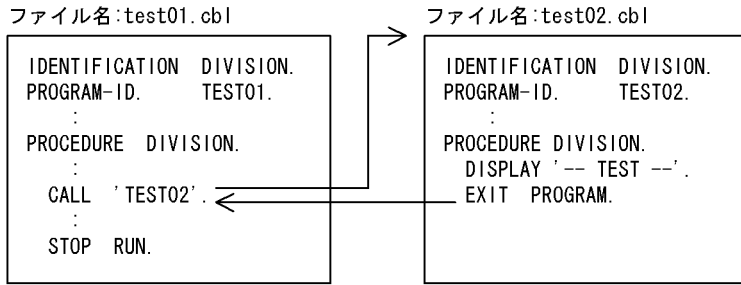 ファイル名:test01.cbl
IDENTIFICATION DIVISION.
PROGRAM-ID. TEST01.
:
PROCEDURE DIVISION.
:
CALL 'TEST02'.
:
STOP RUN.
ファイル名:test02.cbl
IDENTIFICATION DIVISION.
PROGRAM-ID. TEST02.
:
PROCEDURE DIVISION.
DISPLAY '-- TEST --'.
EXIT PROGRAM.